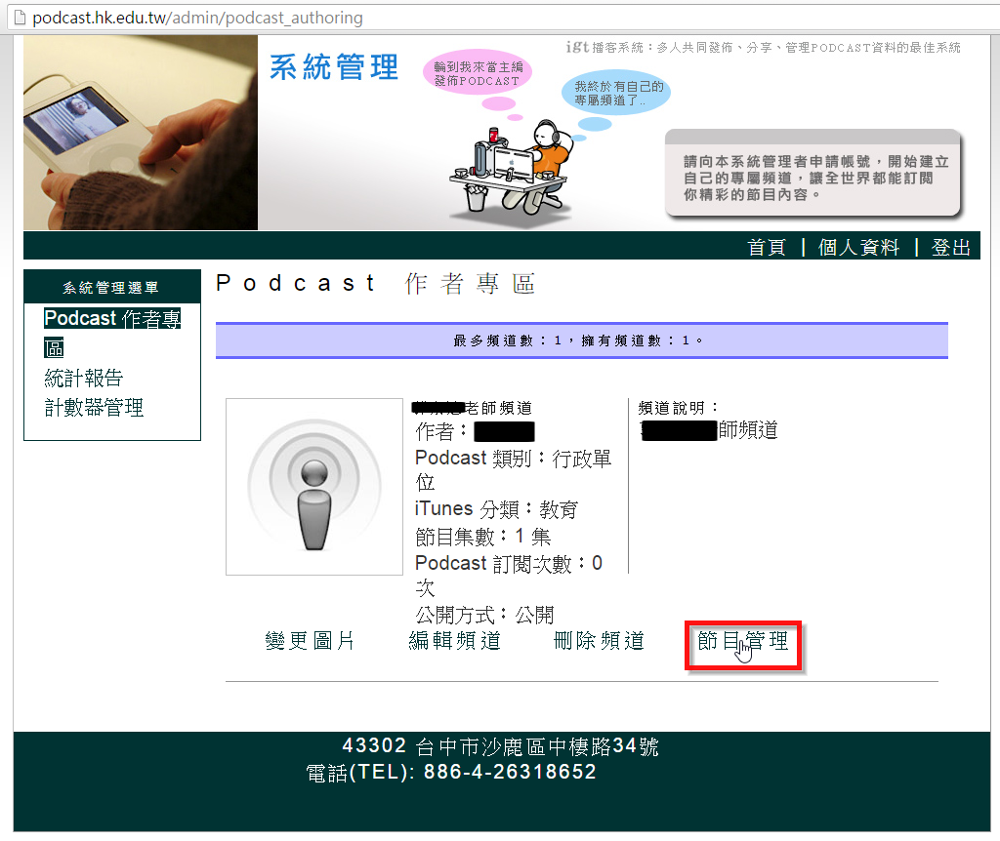 podcast.hk.edu.tw/admin/podcast_authoring
igt播客系統：多人共同發佈、分享、管理PODCAST資料的最佳系統
系統管理
輪到我來當主編
發佈PODCAST
我終於有自己的
專屬頻道了..
請向本系統管理者申請帳號，開始建立
自己的專屬頻道，讓全世界都能訂閱
你精彩的節目內容。
首頁 | 個人資料 | 登出
系統管理選單
Podcast 作者專
區
統計報告
計數器管理
Podcast 作者專區
最多頻道數：1，擁有頻道數：1。
老師頻道
作者：
Podcast 類別：行政單
位
iTunes 分類：教育
節目集數：1 集
Podcast 訂閱次數：0
次
公開方式：公開
頻道說明：
師頻道
變更圖片 編輯頻道 刪除頻道 節目管理
43302 台中市沙鹿區中棲路34號
電話(TEL): 886-4-26318652